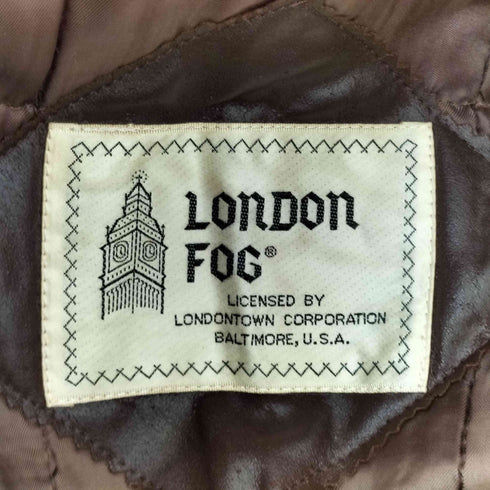 LONDON
FOG®
LICENSED BY
LONDONTOWN CORPORATION
BALTIMORE, U.S.A.